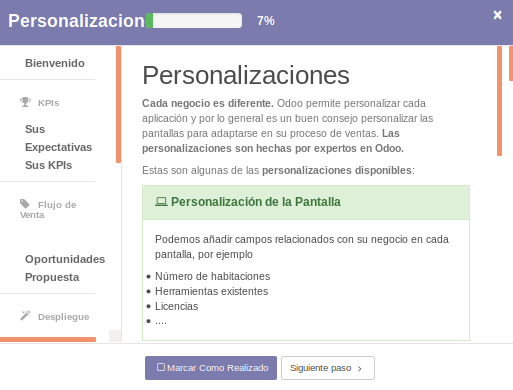 Personalizacion
7%
×
Bienvenido
KPIs
Sus
Expectativas
Sus KPIs
Flujo de
Venta
Oportunidades
Propuesta
Despliegue
Personalizaciones
Cada negocio es diferente. Odoo permite personalizar cada
aplicación y por lo general es un buen consejo personalizar las
pantallas para adaptarse en su proceso de ventas. Las
personalizaciones son hechas por expertos en Odoo.
Estas son algunas de las personalizaciones disponibles:
Personalización de la Pantalla
Podemos añadir campos relacionados con su negocio en cada
pantalla, por ejemplo
• Número de habitaciones
• Herramientas existentes
• Licencias
• ....
Marcar Como Realizado
Siguiente paso ›